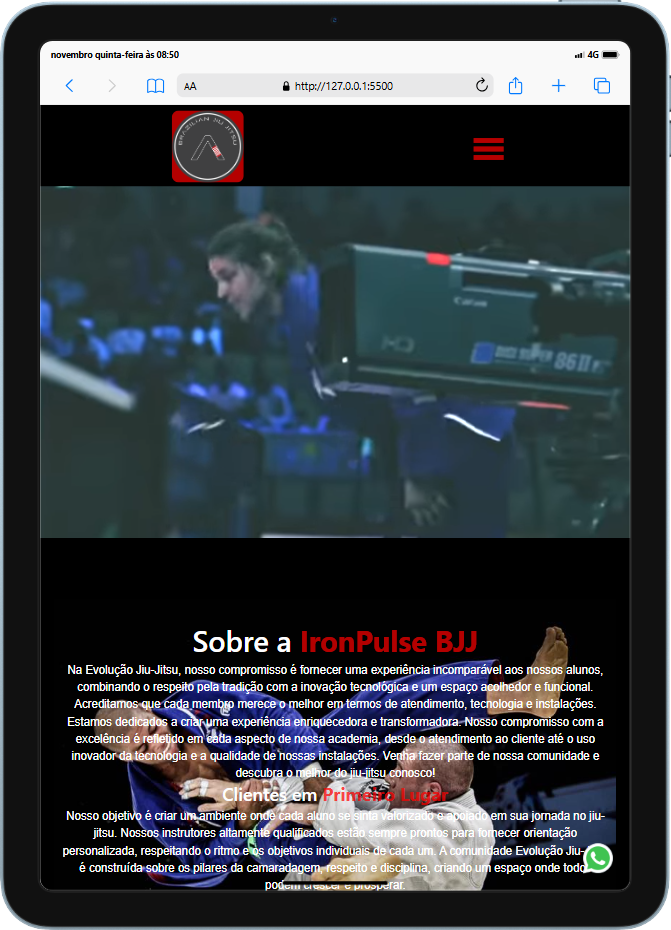 novembro quinta-feira às 08:50
4G
AA
http://127.0.0.1:5500
BRAZILIAN JIU JITSU
Canon
HD
DIGI SUPER 86II
Sobre a IronPulse BJJ
Na Evolução Jiu-Jitsu, nosso compromisso é fornecer uma experiência incomparável aos nossos alunos,
combinando o respeito pela tradição com a inovação tecnológica e um espaço acolhedor e funcional.
Acreditamos que cada membro merece o melhor em termos de atendimento, tecnologia e instalações.
Estamos dedicados a criar uma experiência enriquecedora e transformadora. Nosso compromisso com a
excelência é refletido em cada aspecto de nossa academia, desde o atendimento ao cliente até o uso
inovador da tecnologia e a qualidade de nossas instalações. Venha fazer parte de nossa comunidade e
descubra o melhor do jiu-jitsu conosco!
Clientes em Primeiro Lugar
Nosso objetivo é criar um ambiente onde cada aluno se sinta valorizado e apoiado em sua jornada no jiu-
jitsu. Nossos instrutores altamente qualificados estão sempre prontos para fornecer orientação
personalizada, respeitando o ritmo e os objetivos individuais de cada um. A comunidade Evolução Jiu-
é construída sobre os pilares da camaradagem, respeito e disciplina, criando um espaço onde todo
podem crescer e prosperar.